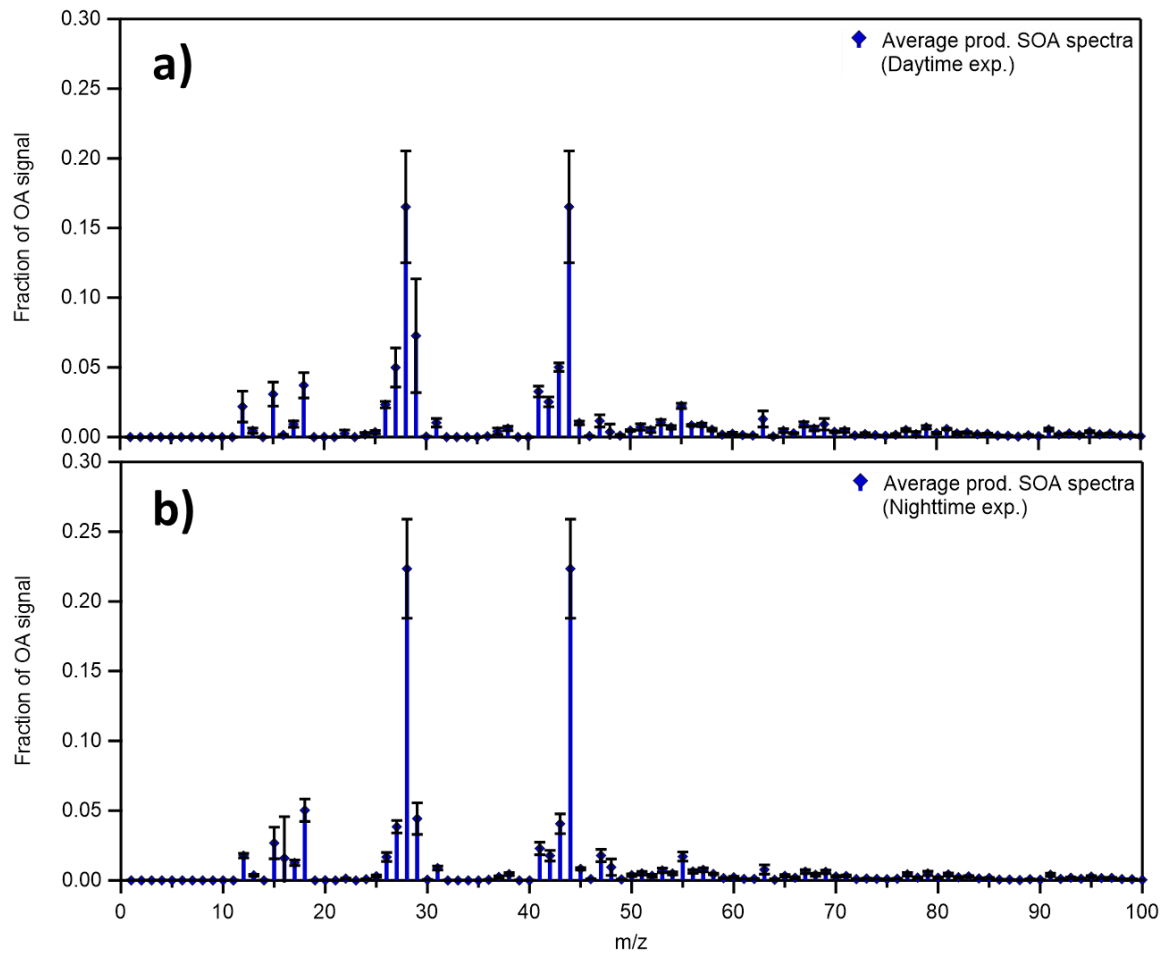 0.30
a)
Average prod. SOA spectra
(Daytime exp.)
0.25
0.20
Fraction of OA signal
0.15
0.10
0.05
0.00
0.30
b)
Average prod. SOA spectra
(Nighttime exp.)
0.25
0.20
Fraction of OA signal
0.15
0.10
0.05
0.00
0 10 20 30 40 50 60 70 80 90 100
m/z